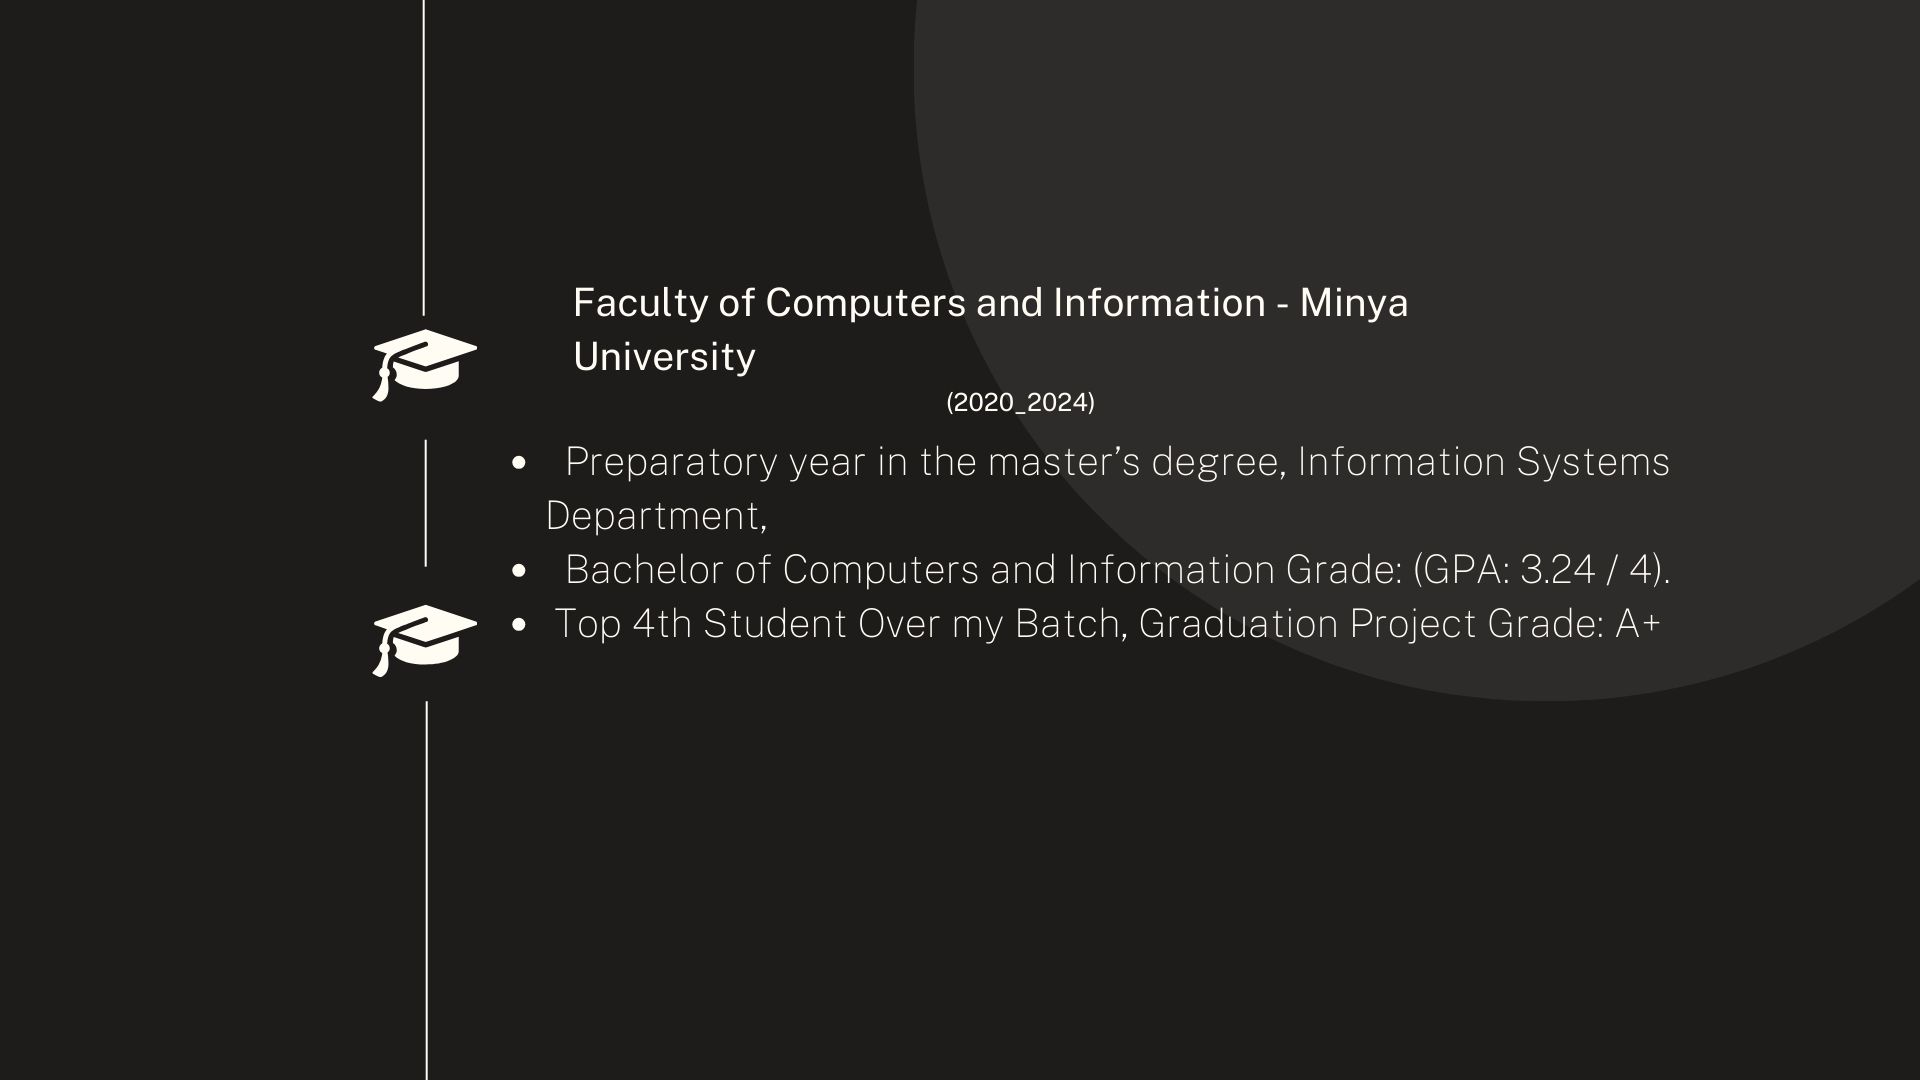 Faculty of Computers and Information - Minya
University
(2020_2024)
• Preparatory year in the master’s degree, Information Systems
Department,
• Bachelor of Computers and Information Grade: (GPA: 3.24 / 4).
• Top 4th Student Over my Batch, Graduation Project Grade: A+